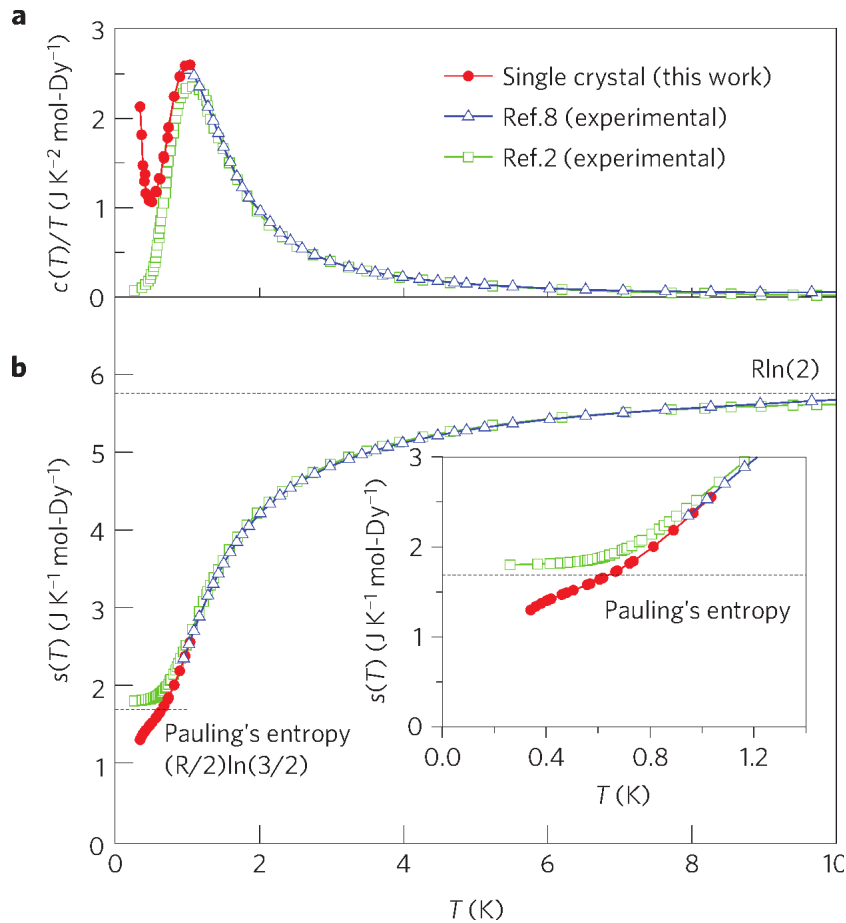 a
c(T)/T (J K⁻² mol-Dy⁻¹)
3
2
1
0
Single crystal (this work)
Ref.8 (experimental)
Ref.2 (experimental)
b
s(T) (J K⁻¹ mol-Dy⁻¹)
6
5
4
3
2
1
0
Rln(2)
Pauling's entropy
(R/2)ln(3/2)
s(T) (J K⁻¹ mol-Dy⁻¹)
3
2
1
0
Pauling's entropy
0.0 0.4 0.8 1.2
T (K)
0 2 4 6 8 10
T (K)